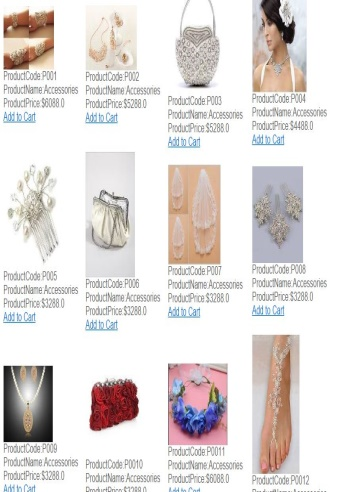 ProductCode:P001
ProductName:Accessories
ProductPrice:$6088.0
Add to Cart
ProductCode:P002
ProductName:Accessories
ProductPrice:$5288.0
Add to Cart
ProductCode:P003
ProductName:Accessories
ProductPrice:$5288.0
Add to Cart
ProductCode:P004
ProductName:Accessories
ProductPrice:$4488.0
Add to Cart
ProductCode:P005
ProductName:Accessories
ProductPrice:$3288.0
Add to Cart
ProductCode:P006
ProductName:Accessories
ProductPrice:$3288.0
Add to Cart
ProductCode:P007
ProductName:Accessories
ProductPrice:$3288.0
Add to Cart
ProductCode:P008
ProductName:Accessories
ProductPrice:$3288.0
Add to Cart
ProductCode:P009
ProductName:Accessories
ProductPrice:$3288.0
Add to Cart
ProductCode:P0010
ProductName:Accessories
ProductPrice:$3288.0
ProductCode:P0011
ProductName:Accessories
ProductPrice:$6088.0
Add to Cart
ProductCode:P0012